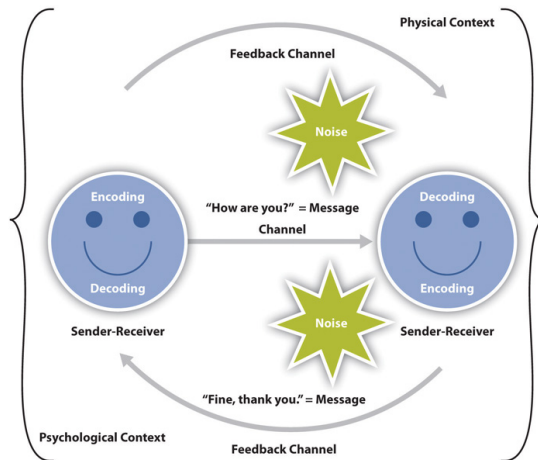 Physical Context
Feedback Channel
Noise
Encoding
Decoding
"How are you?" = Message
Channel
Decoding
Encoding
Sender-Receiver
Noise
Sender-Receiver
"Fine, thank you." = Message
Psychological Context
Feedback Channel